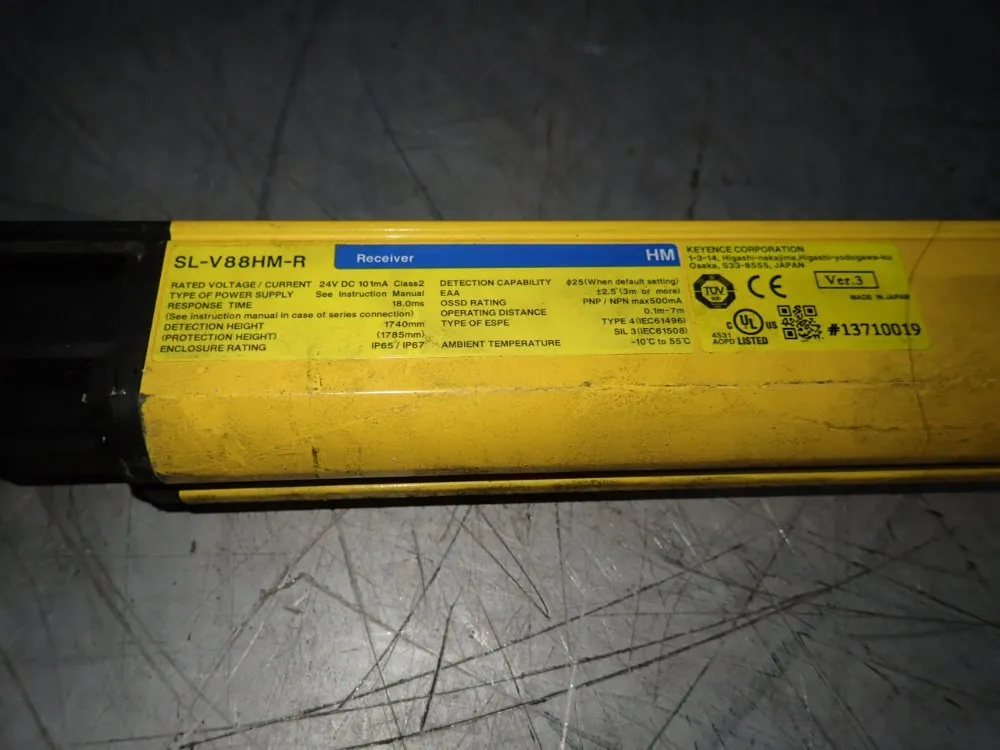 SL-V88HM-R Receiver HM
RATED VOLTAGE / CURRENT 24V DC 101mA Class2
TYPE OF POWER SUPPLY See Instruction Manual
RESPONSE TIME 18.0ms
(See instruction manual in case of series connection)
DETECTION HEIGHT 1740mm
(PROTECTION HEIGHT) (1785mm)
ENCLOSURE RATING IP65 / IP67
DETECTION CAPABILITY ϕ25(When default setting)
EAA ±2.5°(3m or more)
OSSD RATING PNP / NPN max500mA
OPERATING DISTANCE 0.1m-7m
TYPE OF ESPE TYPE 4(IEC61496)
SIL 3(IEC61508)
AMBIENT TEMPERATURE -10°C to 55°C
KEYENCE CORPORATION
1-3-14, Higashi-nakajima,Higashi-yodogawa-ku
Osaka, 533-8555, JAPAN
TÜV
CE
Ver.3
MADE IN JAPAN
C UL US
4531
AOPD LISTED
#13710019